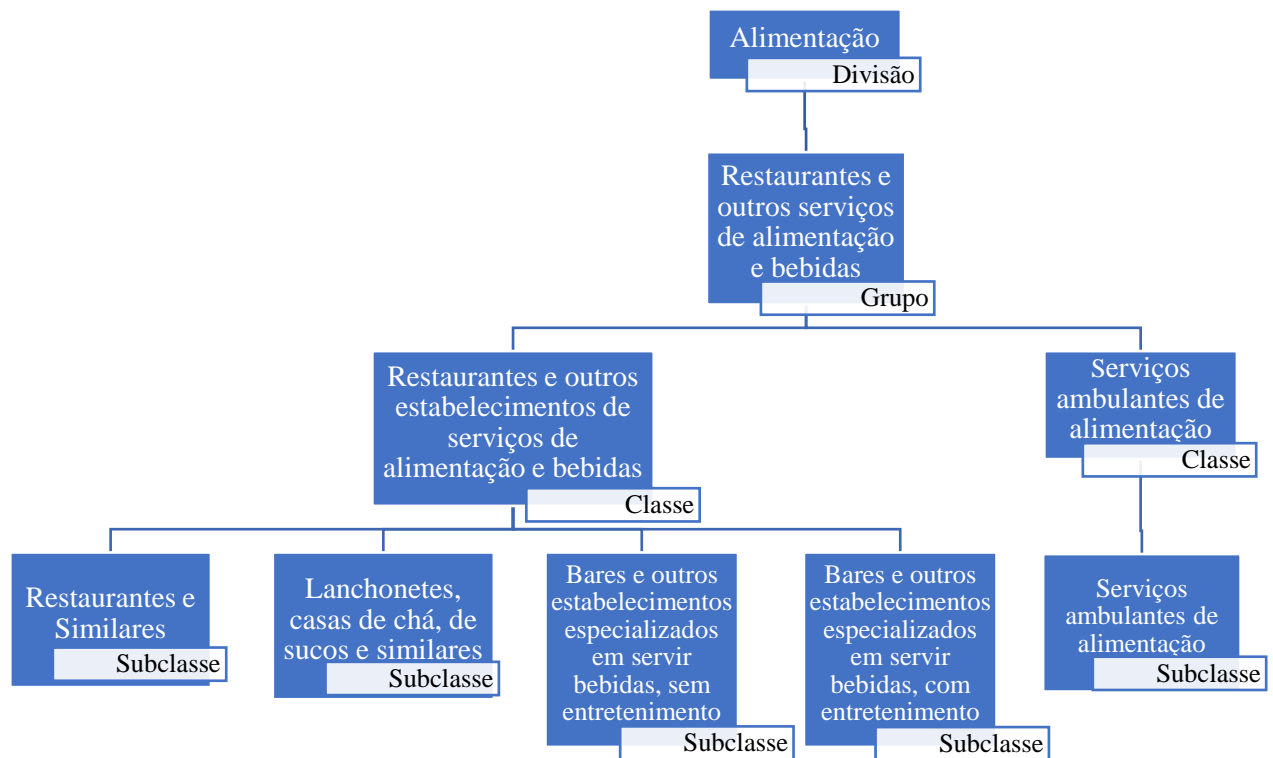 Alimentação
Divisão
Restaurantes e
outros serviços
de alimentação
e bebidas
Grupo
Restaurantes e outros
estabelecimentos de
serviços de
alimentação e bebidas
Classe
Serviços
ambulantes de
alimentação
Classe
Restaurantes e
Similares
Subclasse
Lanchonetes,
casas de chá, de
sucos e similares
Subclasse
Bares e outros
estabelecimentos
especializados
em servir
bebidas, sem
entretenimento
Subclasse
Bares e outros
estabelecimentos
especializados
em servir
bebidas, com
entretenimento
Subclasse
Serviços
ambulantes de
alimentação
Subclasse